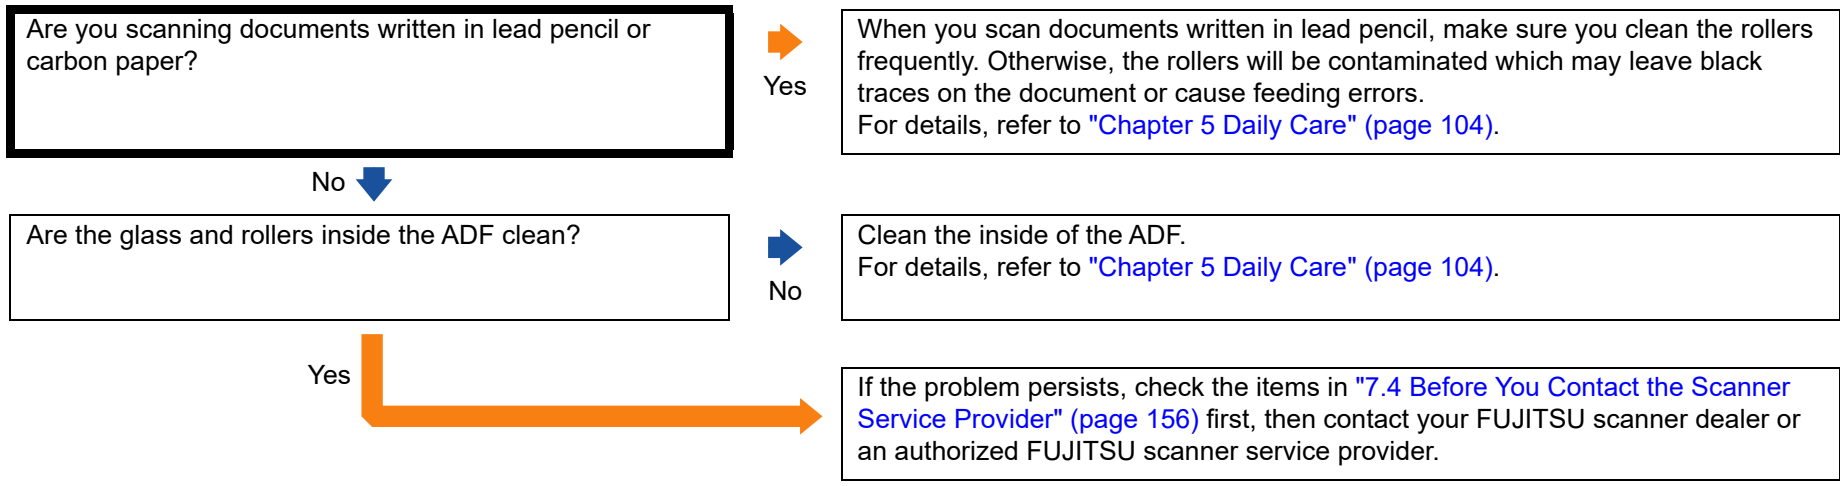 Are you scanning documents written in lead pencil or
carbon paper?
Yes
When you scan documents written in lead pencil, make sure you clean the rollers
frequently. Otherwise, the rollers will be contaminated which may leave black
traces on the document or cause feeding errors.
For details, refer to "Chapter 5 Daily Care" (page 104).
No
Are the glass and rollers inside the ADF clean?
No
Clean the inside of the ADF.
For details, refer to "Chapter 5 Daily Care" (page 104).
Yes
If the problem persists, check the items in "7.4 Before You Contact the Scanner
Service Provider" (page 156) first, then contact your FUJITSU scanner dealer or
an authorized FUJITSU scanner service provider.